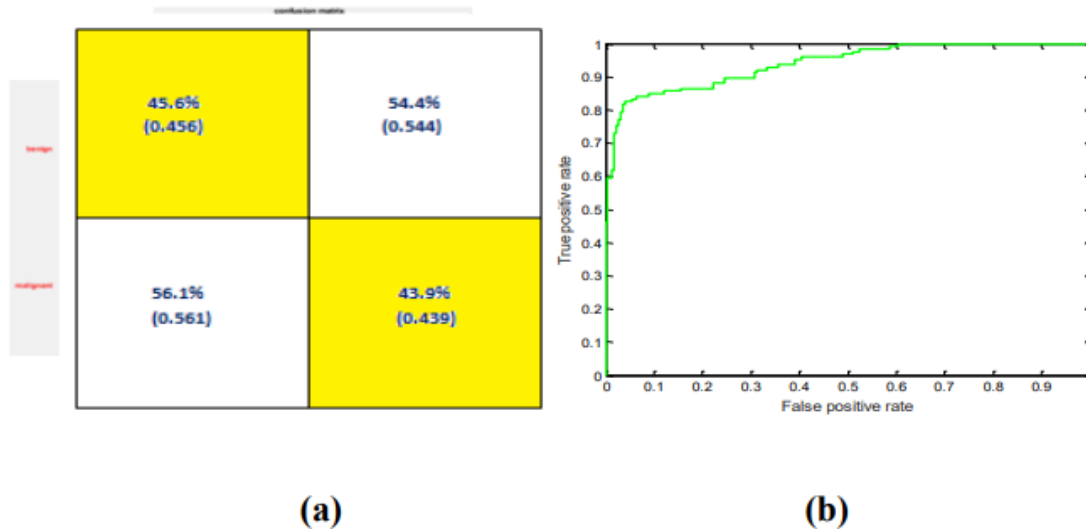 confusion matrix
45.6%
(0.456)
54.4%
(0.544)
benign
malignant
56.1%
(0.561)
43.9%
(0.439)
True positive rate
1
0.9
0.8
0.7
0.6
0.5
0.4
0.3
0.2
0.1
0
0 0.1 0.2 0.3 0.4 0.5 0.6 0.7 0.8 0.9
False positive rate
(a)
(b)